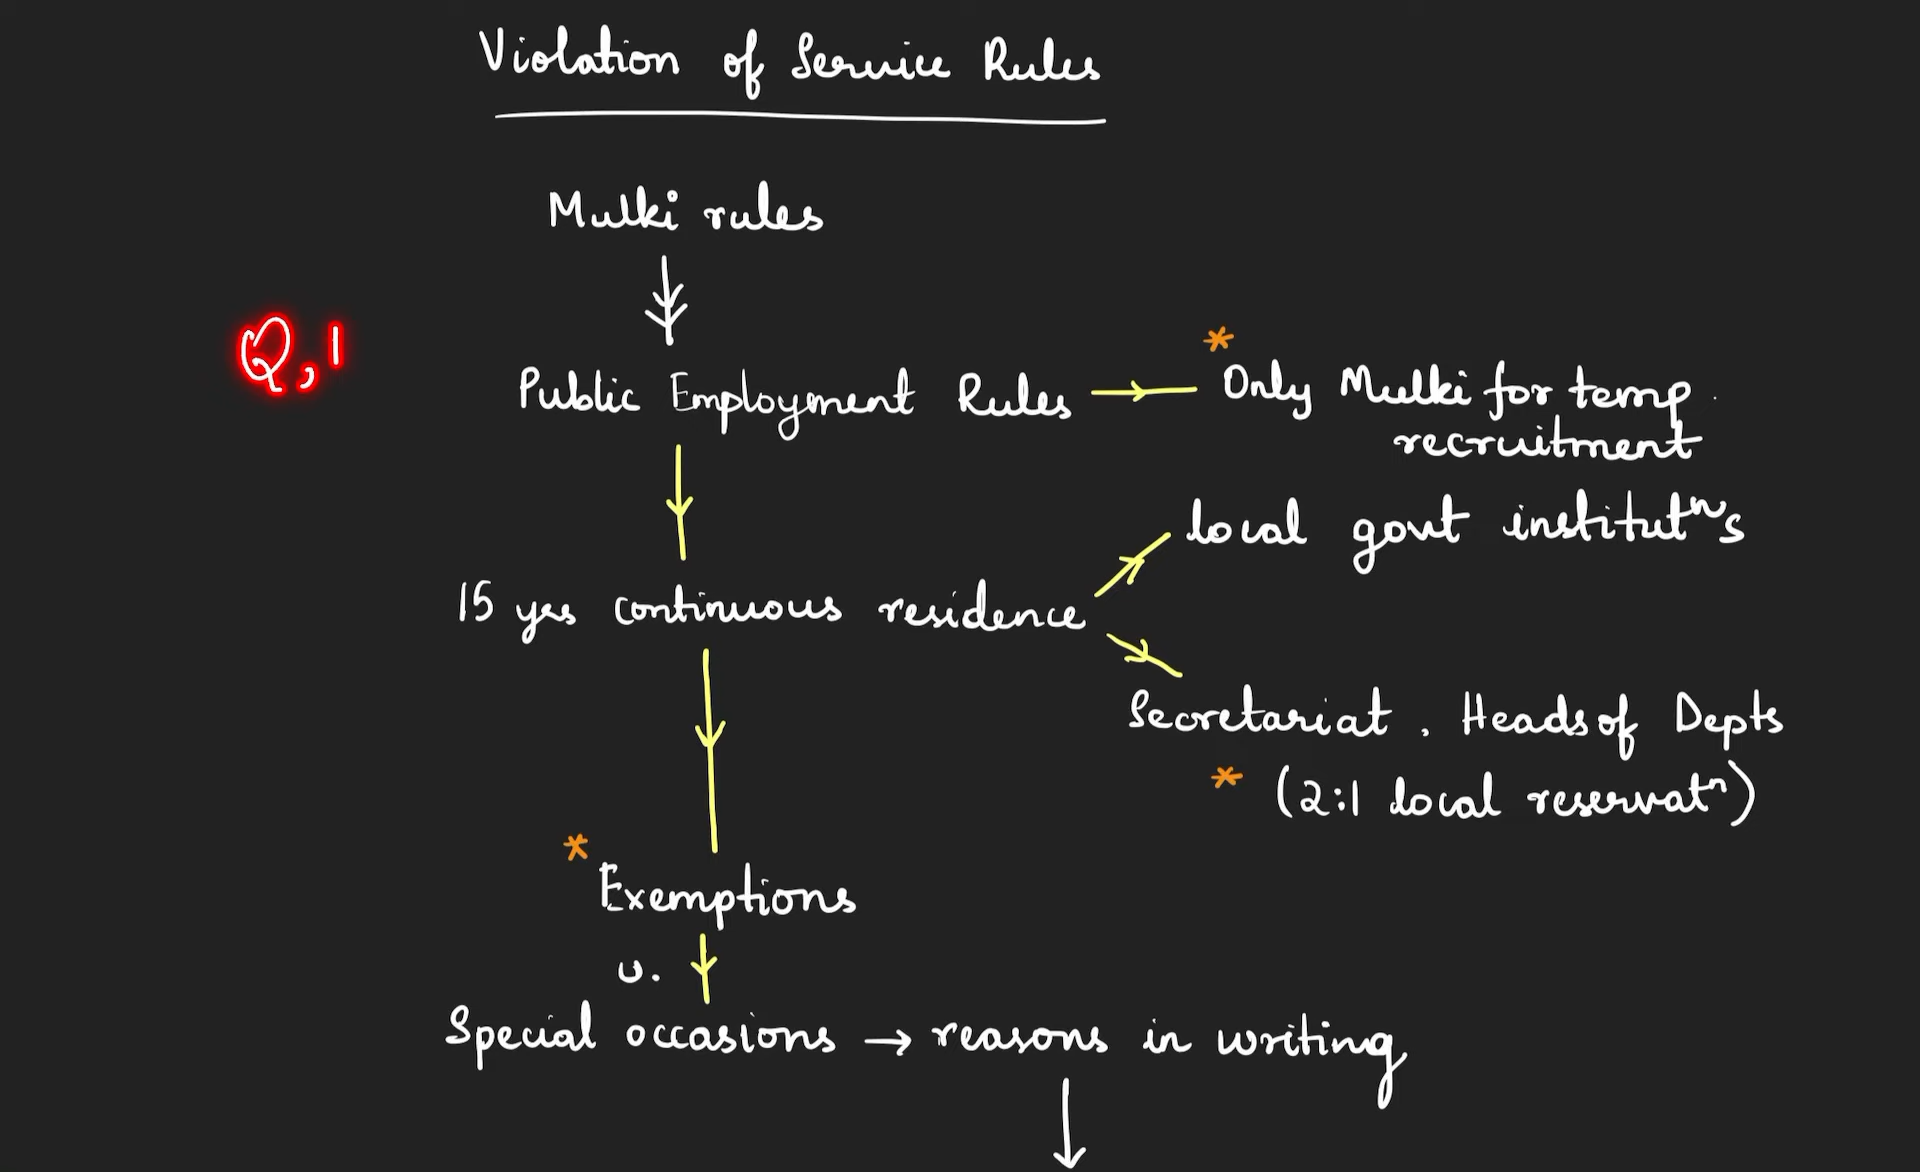 Violation of Service Rules
Mulki rules
Q,1
Public Employment Rules → * Only Mulki for temp.
recruitment
local govt institutⁿs
15 yrs continuous residence
Secretariat, Heads of Depts
* (2:1 local reservatⁿ)
* Exemptions
u.
Special occasions → reasons in writing